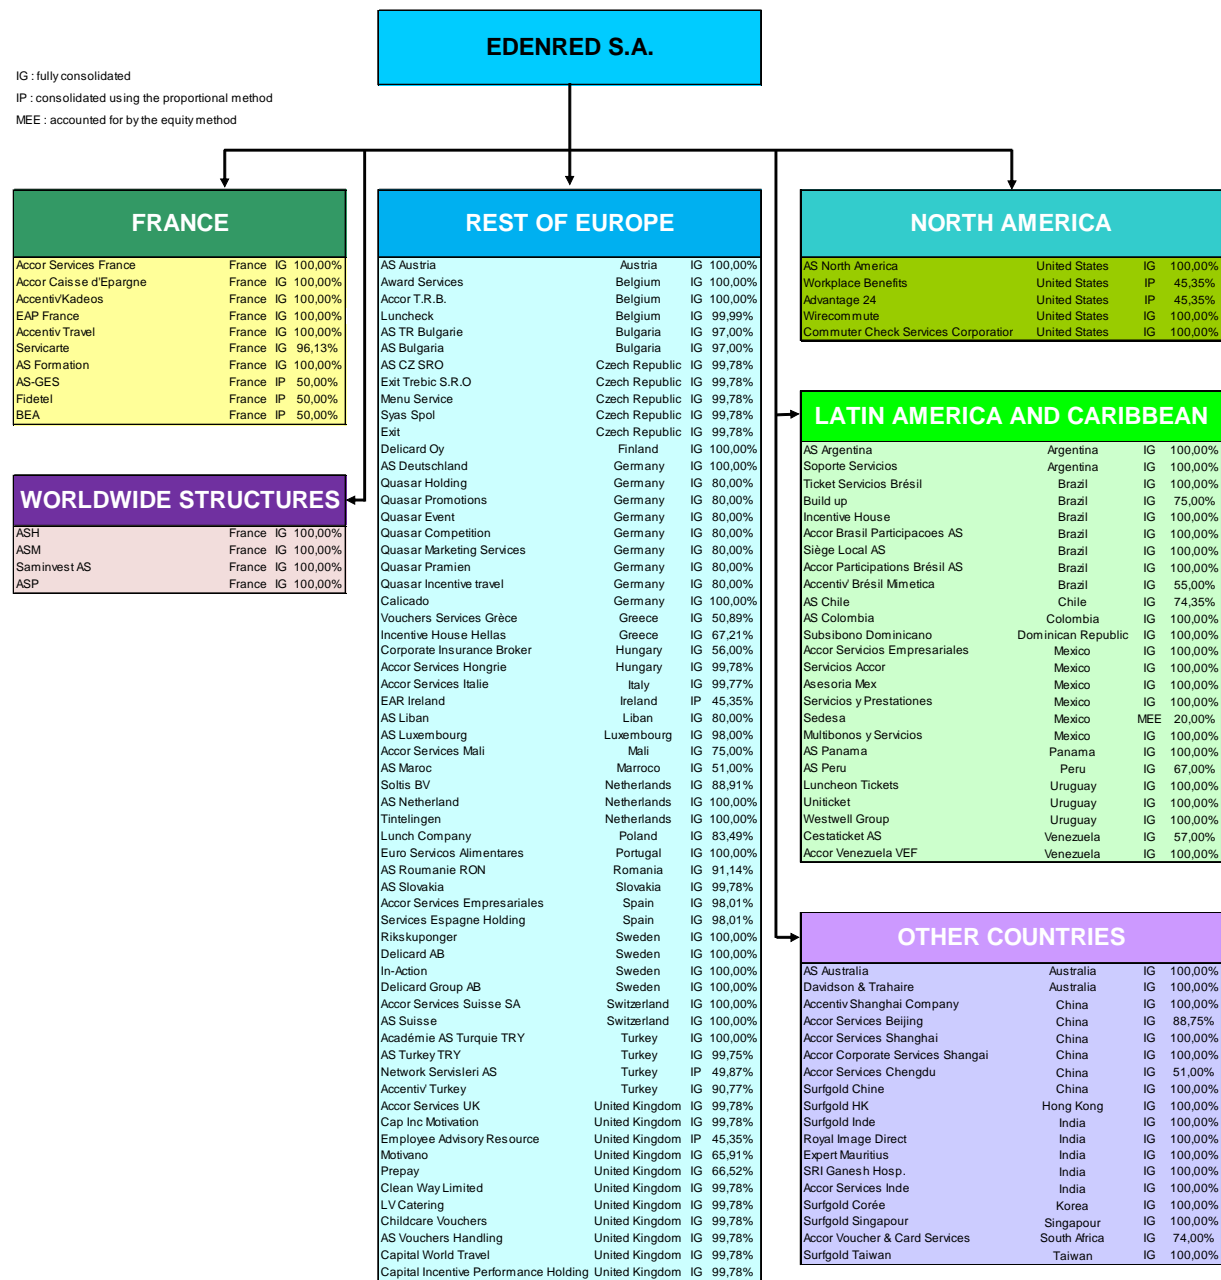 EDENRED S.A.
IG : fully consolidated
IP : consolidated using the proportional method
MEE : accounted for by the equity method
FRANCE
Accor Services France France IG 100,00%
Accor Caisse d'Epargne France IG 100,00%
Accentiv'Kadeos France IG 100,00%
EAP France France IG 100,00%
Accentiv Travel France IG 100,00%
Servicarte France IG 96,13%
AS Formation France IG 100,00%
AS-GES France IP 50,00%
Fidetel France IP 50,00%
BEA France IP 50,00%
WORLDWIDE STRUCTURES
ASH France IG 100,00%
ASM France IG 100,00%
Saminvest AS France IG 100,00%
ASP France IG 100,00%
REST OF EUROPE
AS Austria Austria IG 100,00%
Award Services Belgium IG 100,00%
Accor T.R.B. Belgium IG 100,00%
Luncheck Belgium IG 99,99%
AS TR Bulgarie Bulgaria IG 97,00%
AS Bulgaria Bulgaria IG 97,00%
AS CZ SRO Czech Republic IG 99,78%
Exit Trebic S.R.O Czech Republic IG 99,78%
Menu Service Czech Republic IG 99,78%
Syas Spol Czech Republic IG 99,78%
Exit Czech Republic IG 99,78%
Delicard Oy Finland IG 100,00%
AS Deutschland Germany IG 100,00%
Quasar Holding Germany IG 80,00%
Quasar Promotions Germany IG 80,00%
Quasar Event Germany IG 80,00%
Quasar Competition Germany IG 80,00%
Quasar Marketing Services Germany IG 80,00%
Quasar Pramien Germany IG 80,00%
Quasar Incentive travel Germany IG 80,00%
Calicado Germany IG 100,00%
Vouchers Services Grèce Greece IG 50,89%
Incentive House Hellas Greece IG 67,21%
Corporate Insurance Broker Hungary IG 56,00%
Accor Services Hongrie Hungary IG 99,78%
Accor Services Italie Italy IG 99,77%
EAR Ireland Ireland IP 45,35%
AS Liban Liban IG 80,00%
AS Luxembourg Luxembourg IG 98,00%
Accor Services Mali Mali IG 75,00%
AS Maroc Marroco IG 51,00%
Soltis BV Netherlands IG 88,91%
AS Netherland Netherlands IG 100,00%
Tintelingen Netherlands IG 100,00%
Lunch Company Poland IG 83,49%
Euro Servicos Alimentares Portugal IG 100,00%
AS Roumanie RON Romania IG 91,14%
AS Slovakia Slovakia IG 99,78%
Accor Services Empresariales Spain IG 98,01%
Services Espagne Holding Spain IG 98,01%
Rikskuponger Sweden IG 100,00%
Delicard AB Sweden IG 100,00%
In-Action Sweden IG 100,00%
Delicard Group AB Sweden IG 100,00%
Accor Services Suisse SA Switzerland IG 100,00%
AS Suisse Switzerland IG 100,00%
Académie AS Turquie TRY Turkey IG 100,00%
AS Turkey TRY Turkey IG 99,75%
Network Servisleri AS Turkey IP 49,87%
Accentiv' Turkey Turkey IG 90,77%
Accor Services UK United Kingdom IG 99,78%
Cap Inc Motivation United Kingdom IG 99,78%
Employee Advisory Resource United Kingdom IP 45,35%
Motivano United Kingdom IG 65,91%
Prepay United Kingdom IG 66,52%
Clean Way Limited United Kingdom IG 99,78%
LV Catering United Kingdom IG 99,78%
Childcare Vouchers United Kingdom IG 99,78%
AS Vouchers Handling United Kingdom IG 99,78%
Capital World Travel United Kingdom IG 99,78%
Capital Incentive Performance Holding United Kingdom IG 99,78%
NORTH AMERICA
AS North America United States IG 100,00%
Workplace Benefits United States IP 45,35%
Advantage 24 United States IP 45,35%
Wirecommute United States IG 100,00%
Commuter Check Services Corporatior United States IG 100,00%
LATIN AMERICA AND CARIBBEAN
AS Argentina Argentina IG 100,00%
Soporte Servicios Argentina IG 100,00%
Ticket Servicios Brésil Brazil IG 100,00%
Build up Brazil IG 75,00%
Incentive House Brazil IG 100,00%
Accor Brasil Participacoes AS Brazil IG 100,00%
Siège Local AS Brazil IG 100,00%
Accor Participations Brésil AS Brazil IG 100,00%
Accentiv' Brésil Mimetica Brazil IG 55,00%
AS Chile Chile IG 74,35%
AS Colombia Colombia IG 100,00%
Subsibono Dominicano Dominican Republic IG 100,00%
Accor Servicios Empresariales Mexico IG 100,00%
Servicios Accor Mexico IG 100,00%
Asesoria Mex Mexico IG 100,00%
Servicios y Prestationes Mexico IG 100,00%
Sedesa Mexico MEE 20,00%
Multibonos y Servicios Mexico IG 100,00%
AS Panama Panama IG 100,00%
AS Peru Peru IG 67,00%
Luncheon Tickets Uruguay IG 100,00%
Uniticket Uruguay IG 100,00%
Westwell Group Uruguay IG 100,00%
Cestaticket AS Venezuela IG 57,00%
Accor Venezuela VEF Venezuela IG 100,00%
OTHER COUNTRIES
AS Australia Australia IG 100,00%
Davidson & Trahaire Australia IG 100,00%
Accentiv Shanghai Company China IG 100,00%
Accor Services Beijing China IG 88,75%
Accor Services Shanghai China IG 100,00%
Accor Corporate Services Shangai China IG 100,00%
Accor Services Chengdu China IG 51,00%
Surfgold Chine China IG 100,00%
Surfgold HK Hong Kong IG 100,00%
Surfgold Inde India IG 100,00%
Royal Image Direct India IG 100,00%
Expert Mauritius India IG 100,00%
SRI Ganesh Hosp. India IG 100,00%
Accor Services Inde India IG 100,00%
Surfgold Corée Korea IG 100,00%
Surfgold Singapour Singapour IG 100,00%
Accor Voucher & Card Services South Africa IG 74,00%
Surfgold Taiwan Taiwan IG 100,00%